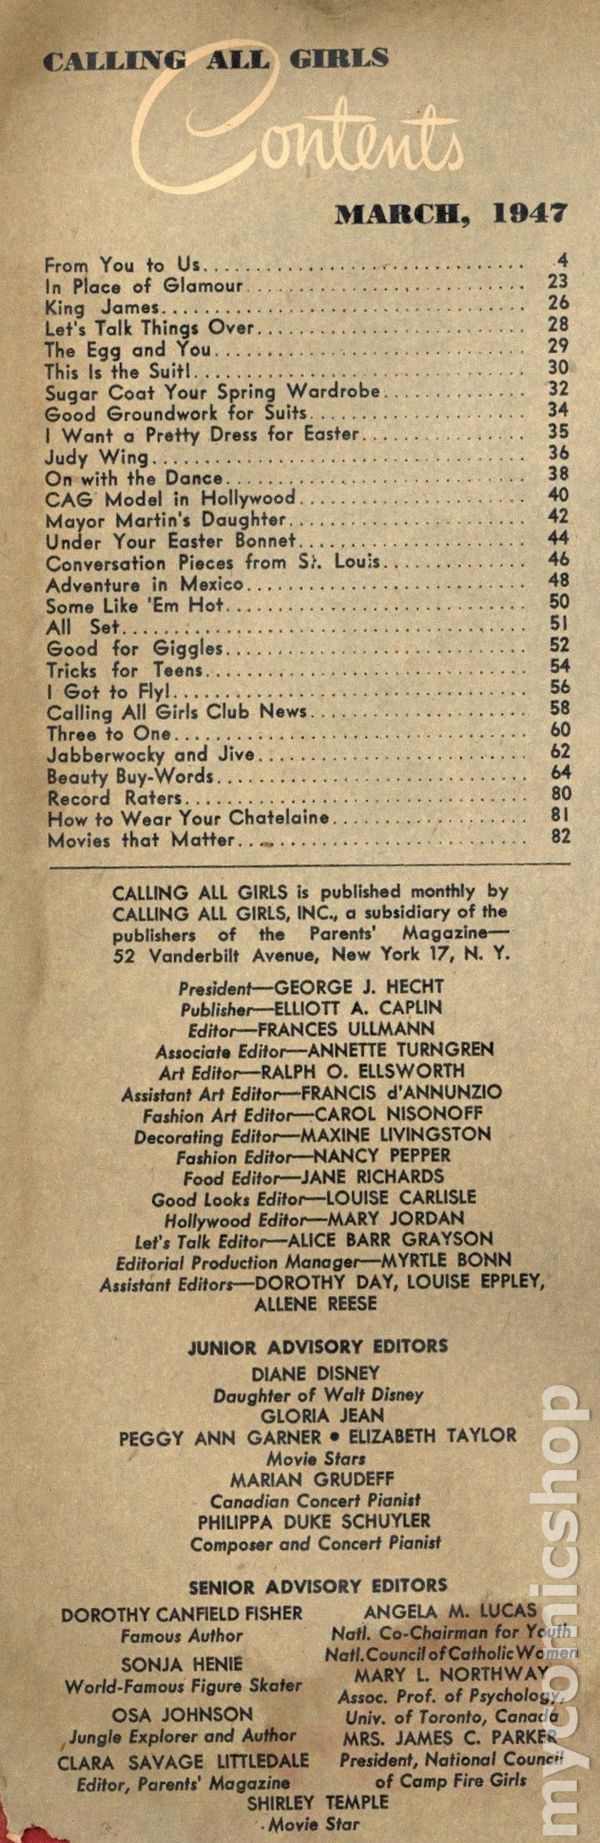 CALLING ALL GIRLS
Contents
MARCH, 1947
From You to Us 4
In Place of Glamour 23
King James 26
Let's Talk Things Over 28
The Egg and You 29
This Is the Suit! 30
Sugar Coat Your Spring Wardrobe 32
Good Groundwork for Suits 34
I Want a Pretty Dress for Easter 35
Judy Wing 36
On with the Dance 38
CAG Model in Hollywood 40
Mayor Martin's Daughter 42
Under Your Easter Bonnet 44
Conversation Pieces from St. Louis 46
Adventure in Mexico 48
Some Like 'Em Hot 50
All Set 51
Good for Giggles 52
Tricks for Teens 54
I Got to Fly! 56
Calling All Girls Club News 58
Three to One 60
Jabberwocky and Jive 62
Beauty Buy-Words 64
Record Raters 80
How to Wear Your Chatelaine 81
Movies that Matter 82
CALLING ALL GIRLS is published monthly by
CALLING ALL GIRLS, INC., a subsidiary of the
publishers of the Parents' Magazine—
52 Vanderbilt Avenue, New York 17, N. Y.
President—GEORGE J. HECHT
Publisher—ELLIOTT A. CAPLIN
Editor—FRANCES ULLMANN
Associate Editor—ANNETTE TURNGREN
Art Editor—RALPH O. ELLSWORTH
Assistant Art Editor—FRANCIS d'ANNUNZIO
Fashion Art Editor—CAROL NISONOFF
Decorating Editor—MAXINE LIVINGSTON
Fashion Editor—NANCY PEPPER
Food Editor—JANE RICHARDS
Good Looks Editor—LOUISE CARLISLE
Hollywood Editor—MARY JORDAN
Let's Talk Editor—ALICE BARR GRAYSON
Editorial Production Manager—MYRTLE BONN
Assistant Editors—DOROTHY DAY, LOUISE EPPLEY,
ALLENE REESE
JUNIOR ADVISORY EDITORS
DIANE DISNEY
Daughter of Walt Disney
GLORIA JEAN
PEGGY ANN GARNER • ELIZABETH TAYLOR
Movie Stars
MARIAN GRUDEFF
Canadian Concert Pianist
PHILIPPA DUKE SCHUYLER
Composer and Concert Pianist
SENIOR ADVISORY EDITORS
DOROTHY CANFIELD FISHER
Famous Author
SONJA HENIE
World-Famous Figure Skater
OSA JOHNSON
Jungle Explorer and Author
CLARA SAVAGE LITTLEDALE
Editor, Parents' Magazine
ANGELA M. LUCAS
Natl. Co-Chairman for Youth
Natl. Council of Catholic Women
MARY L. NORTHWAY
Assoc. Prof. of Psychology,
Univ. of Toronto, Canada
MRS. JAMES C. PARKER
President, National Council
of Camp Fire Girls
SHIRLEY TEMPLE
Movie Star
mycomicshop